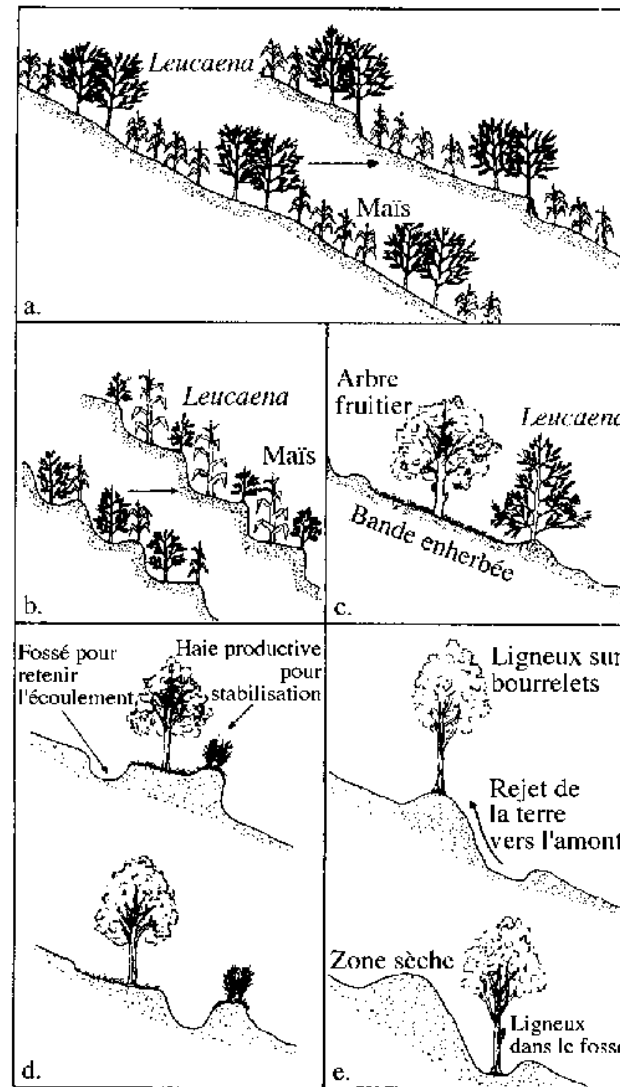 Leucaena
Maïs
a.
Leucaena
Maïs
b.
Arbre
fruitier
Leucaena
Bande enherbée
c.
Fossé pour
retenir
l'écoulement
Haie productive
pour
stabilisation
d.
Ligneux sur
bourrelets
Rejet de
la terre
vers l'amont
Zone sèche
Ligneux
dans le fossé
e.